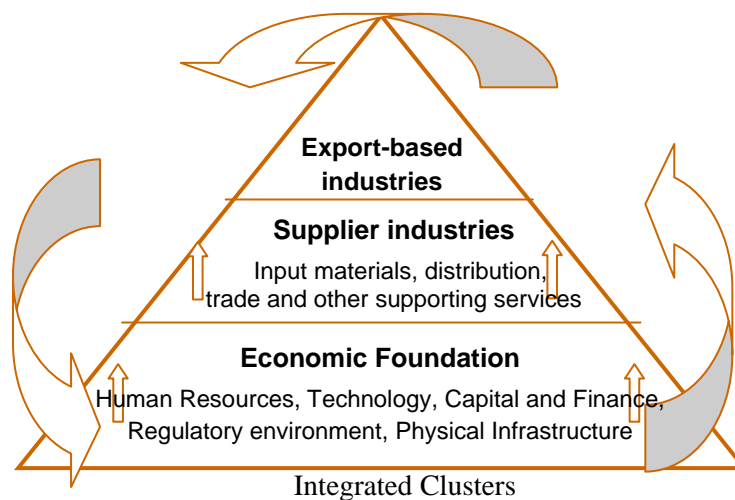 Export-based
industries
Supplier industries
Input materials, distribution,
trade and other supporting services
Economic Foundation
Human Resources, Technology, Capital and Finance,
Regulatory environment, Physical Infrastructure
Integrated Clusters